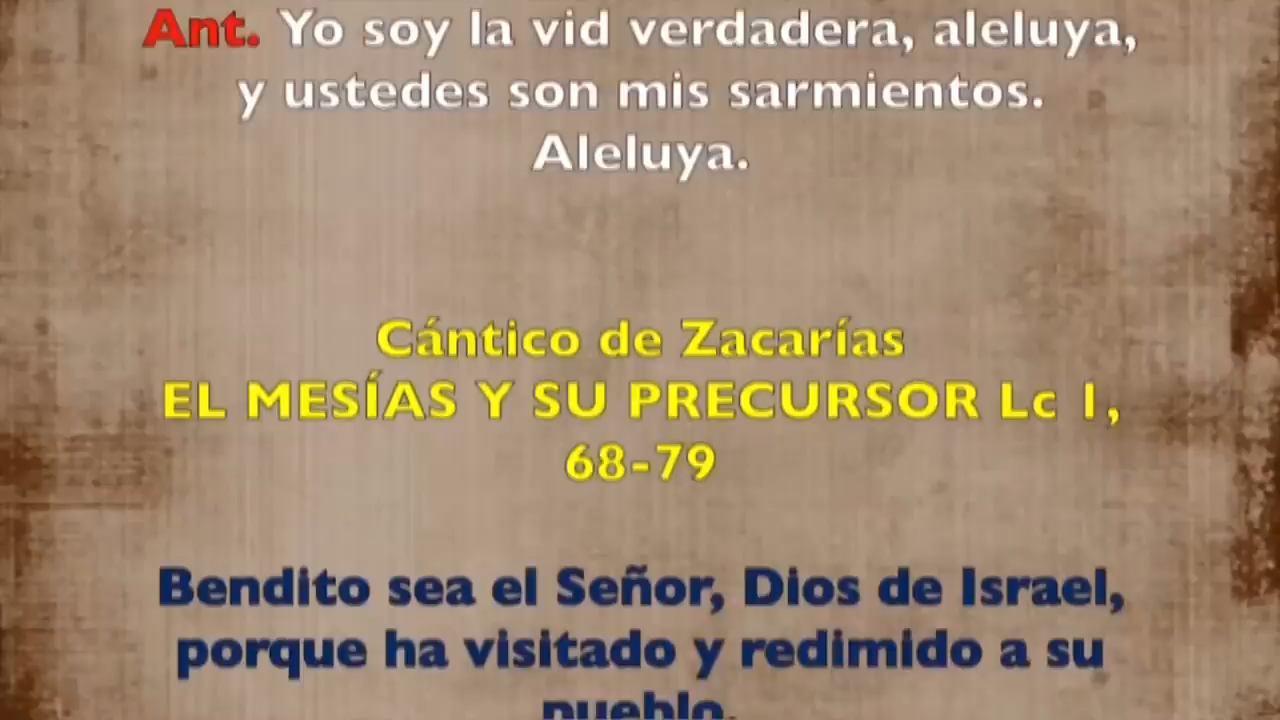 Ant. Yo soy la vid verdadera, aleluya,
y ustedes son mis sarmientos.
Aleluya.
Cántico de Zacarías
EL MESÍAS Y SU PRECURSOR Lc 1,
68-79
Bendito sea el Señor, Dios de Israel,
porque ha visitado y redimido a su
pueblo,